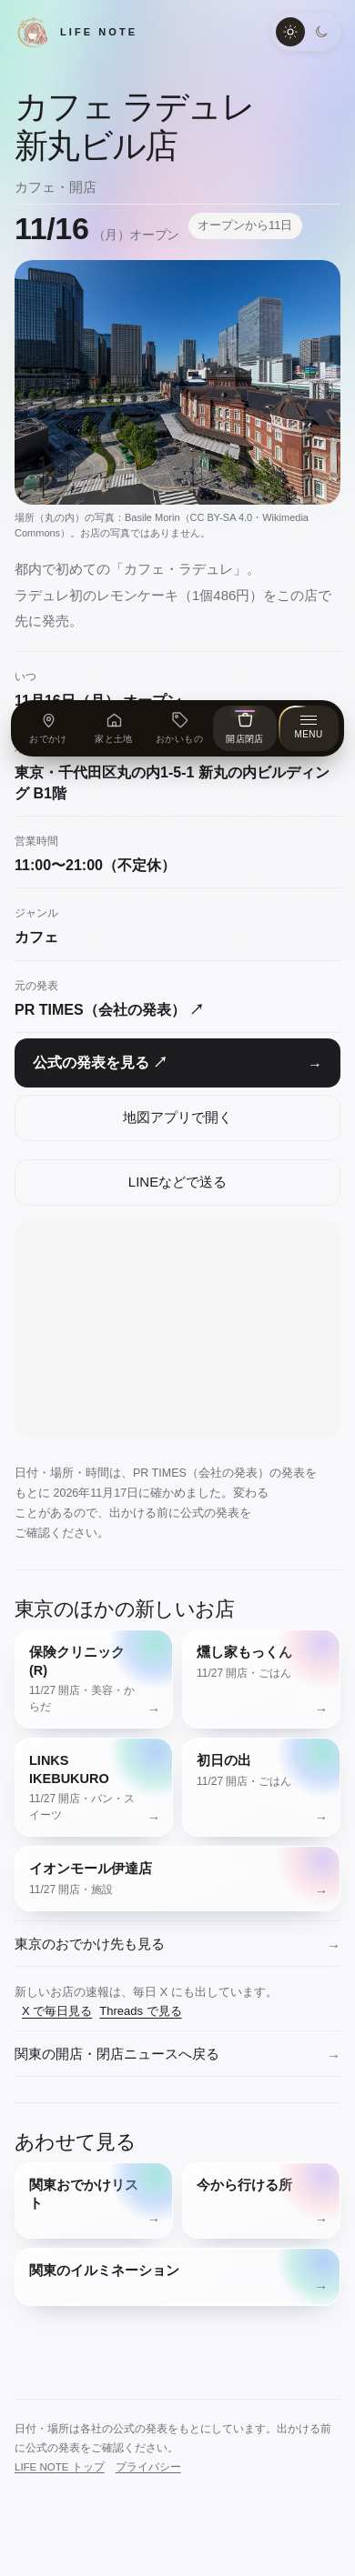 LIFE NOTE
カフェ ラデュレ
新丸ビル店
カフェ・開店
11/16（月）オープン オープンから11日
場所（丸の内）の写真：Basile Morin（CC BY-SA 4.0・Wikimedia
Commons）。お店の写真ではありません。
都内で初めての「カフェ・ラデュレ」。
ラデュレ初のレモンケーキ（1個486円）をこの店で
先に発売。
いつ
11月16日（月） オープン
おでかけ 家と土地 おかいもの 開店閉店 MENU
東京・千代田区丸の内1-5-1 新丸の内ビルディン
グ B1階
営業時間
11:00〜21:00（不定休）
ジャンル
カフェ
元の発表
PR TIMES（会社の発表） ↗
公式の発表を見る ↗ →
地図アプリで開く
LINEなどで送る
日付・場所・時間は、PR TIMES（会社の発表）の発表を
もとに 2026年11月17日に確かめました。変わる
ことがあるので、出かける前に公式の発表を
ご確認ください。
東京のほかの新しいお店
保険クリニック
(R)
11/27 開店・美容・か
らだ →
燻し家もっくん
11/27 開店・ごはん
→
LINKS
IKEBUKURO
11/27 開店・パン・ス
イーツ →
初日の出
11/27 開店・ごはん
→
イオンモール伊達店
11/27 開店・施設 →
東京のおでかけ先も見る →
新しいお店の速報は、毎日 X にも出しています。
X で毎日見る Threads で見る
関東の開店・閉店ニュースへ戻る →
あわせて見る
関東おでかけリス
ト →
今から行ける所
→
関東のイルミネーション
→
日付・場所は各社の公式の発表をもとにしています。出かける前
に公式の発表をご確認ください。
LIFE NOTE トップ プライバシー